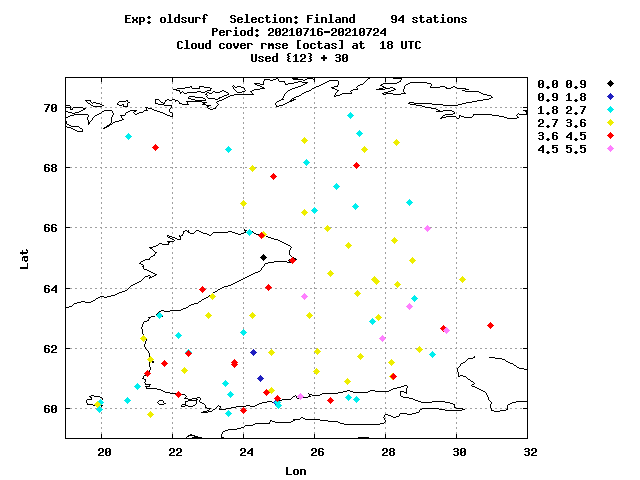 Exp: oldsurf   Selection: Finland     94 stations
Period: 20210716-20210724
Cloud cover rmse [octas] at  18 UTC
Used {12} + 30
0.0 0.9
0.9 1.8
1.8 2.7
2.7 3.6
3.6 4.5
4.5 5.5
70
68
66
64
62
60
Lat
20 22 24 26 28 30 32
Lon